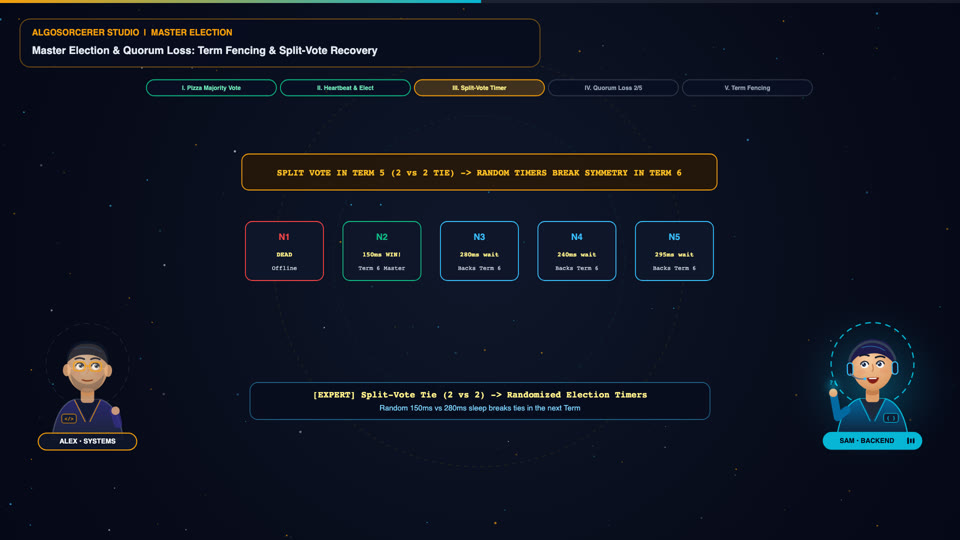 ALGOSORCERER STUDIO | MASTER ELECTION
Master Election & Quorum Loss: Term Fencing & Split-Vote Recovery
I. Pizza Majority Vote
II. Heartbeat & Elect
III. Split-Vote Timer
IV. Quorum Loss 2/5
V. Term Fencing
SPLIT VOTE IN TERM 5 (2 vs 2 TIE) -> RANDOM TIMERS BREAK SYMMETRY IN TERM 6
N1
DEAD
Offline
N2
150ms WIN!
Term 6 Master
N3
280ms wait
Backs Term 6
N4
240ms wait
Backs Term 6
N5
295ms wait
Backs Term 6
[EXPERT] Split-Vote Tie (2 vs 2) -> Randomized Election Timers
Random 150ms vs 280ms sleep breaks ties in the next Term
</>
ALEX • SYSTEMS
{ }
SAM • BACKEND